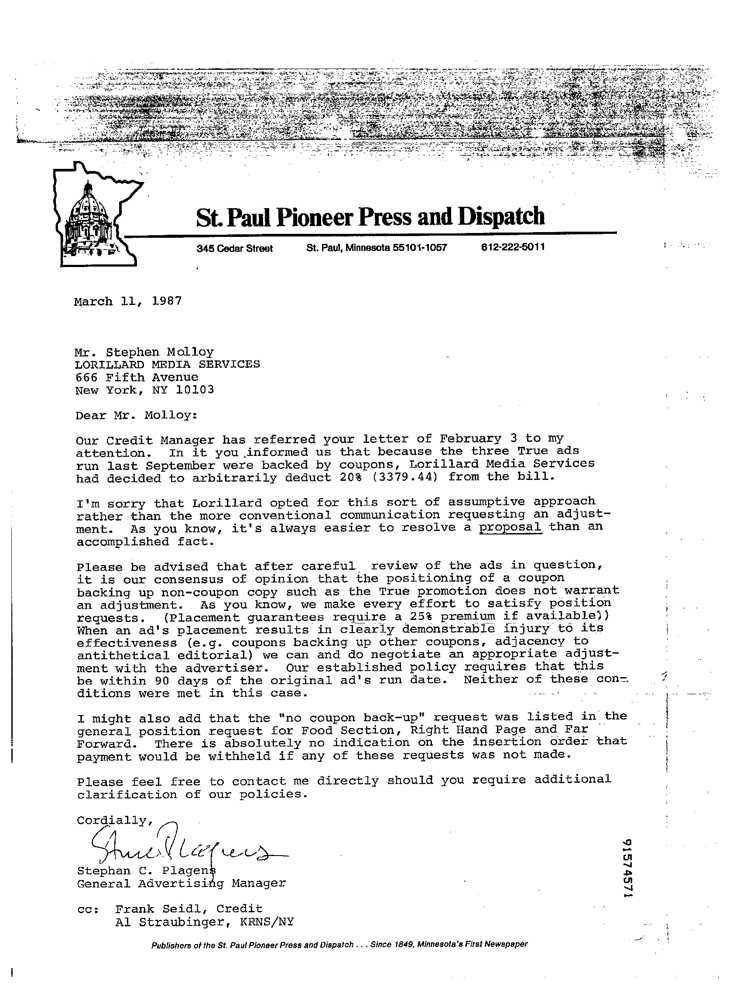 St. Paul Pioneer Press and Dispatch
345 Cedar Street St. Paul, Minnesota 55101-1057 612-222-5011
March 11, 1987
Mr. Stephen Molloy
LORILLARD MEDIA SERVICES
666 Fifth Avenue
New York, NY 10103
Dear Mr. Molloy:
Our Credit Manager has referred your letter of February 3 to my
attention. In it you informed us that because the three True ads
run last September were backed by coupons, Lorillard Media Services
had decided to arbitrarily deduct 20% (3379.44) from the bill.
I'm sorry that Lorillard opted for this sort of assumptive approach
rather than the more conventional communication requesting an adjust-
ment. As you know, it's always easier to resolve a proposal than an
accomplished fact.
Please be advised that after careful review of the ads in question,
it is our consensus of opinion that the positioning of a coupon
backing up non-coupon copy such as the True promotion does not warrant
an adjustment. As you know, we make every effort to satisfy position
requests. (Placement guarantees require a 25% premium if available))
When an ad's placement results in clearly demonstrable injury to its
effectiveness (e.g. coupons backing up other coupons, adjacency to
antithetical editorial) we can and do negotiate an appropriate adjust-
ment with the advertiser. Our established policy requires that this
be within 90 days of the original ad's run date. Neither of these con-
ditions were met in this case.
I might also add that the "no coupon back-up" request was listed in the
general position request for Food Section, Right Hand Page and Far
Forward. There is absolutely no indication on the insertion order that
payment would be withheld if any of these requests was not made.
Please feel free to contact me directly should you require additional
clarification of our policies.
Cordially,
Stephan C. Plagens
General Advertising Manager
cc: Frank Seidl, Credit
Al Straubinger, KRNS/NY
91574571
Publishers of the St. Paul Pioneer Press and Dispatch . . . Since 1849, Minnesota's First Newspaper